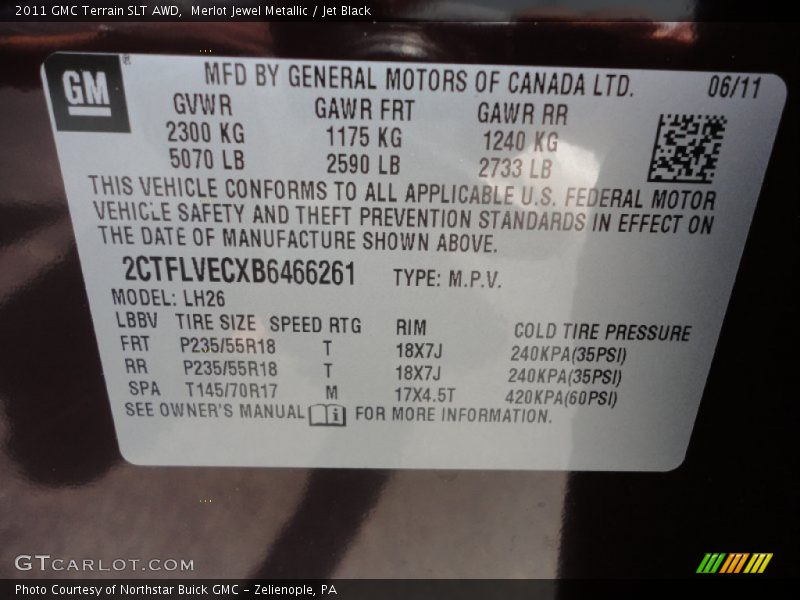 2011 GMC Terrain SLT AWD,  Merlot Jewel Metallic / Jet Black
GM
MFD BY GENERAL MOTORS OF CANADA LTD. 06/11
GVWR GAWR FRT GAWR RR
2300 KG 1175 KG 1240 KG
5070 LB 2590 LB 2733 LB
THIS VEHICLE CONFORMS TO ALL APPLICABLE U.S. FEDERAL MOTOR
VEHICLE SAFETY AND THEFT PREVENTION STANDARDS IN EFFECT ON
THE DATE OF MANUFACTURE SHOWN ABOVE.
2CTFLVECXB6466261 TYPE: M.P.V.
MODEL: LH26
LBBV TIRE SIZE SPEED RTG RIM COLD TIRE PRESSURE
FRT P235/55R18 T 18X7J 240KPA(35PSI)
RR P235/55R18 T 18X7J 240KPA(35PSI)
SPA T145/70R17 M 17X4.5T 420KPA(60PSI)
SEE OWNER'S MANUAL i FOR MORE INFORMATION.
GTCARLOT.COM
Photo Courtesy of Northstar Buick GMC - Zelienople, PA